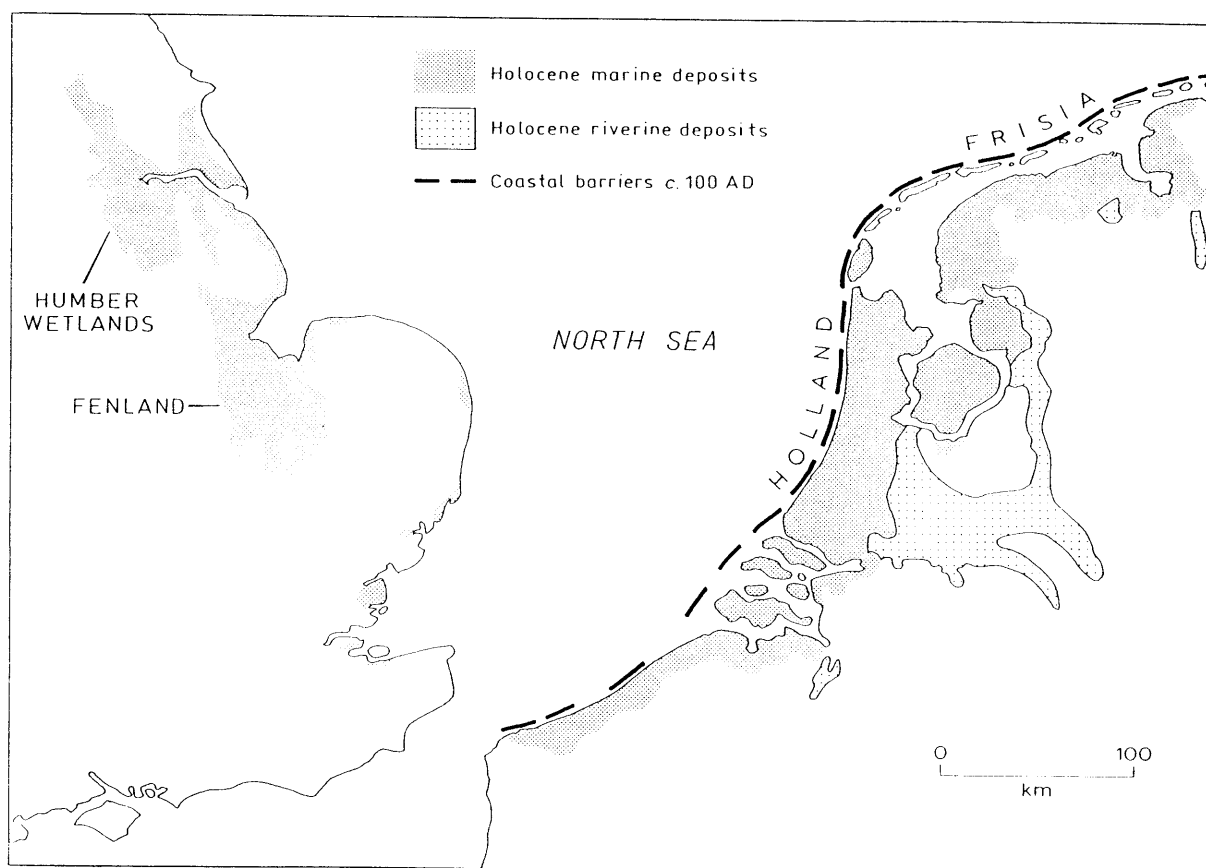 Holocene marine deposits
Holocene riverine deposits
Coastal barriers c. 100 AD
FRISIA
HUMBER
WETLANDS
NORTH SEA
HOLLAND
FENLAND
0 100
km